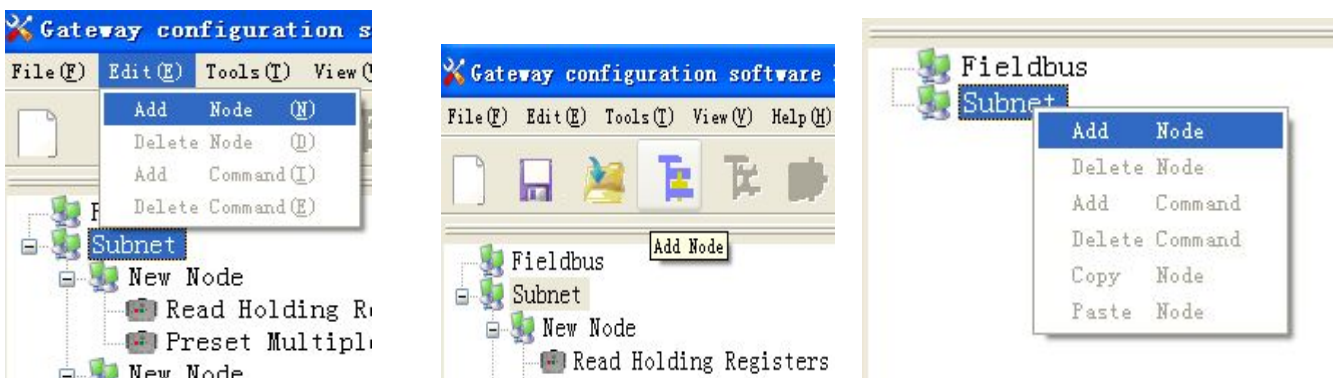 Gateway configuration s
File(F) Edit(E) Tools(T) View(V
Add Node (N)
Delete Node (D)
Add Command(I)
Delete Command(E)
F
Subnet
New Node
Read Holding R
Preset Multipl
New Node
Gateway configuration software
File(F) Edit(E) Tools(T) View(V) Help(H)
Add Node
Fieldbus
Subnet
New Node
Read Holding Registers
Fieldbus
Subnet
Add Node
Delete Node
Add Command
Delete Command
Copy Node
Paste Node